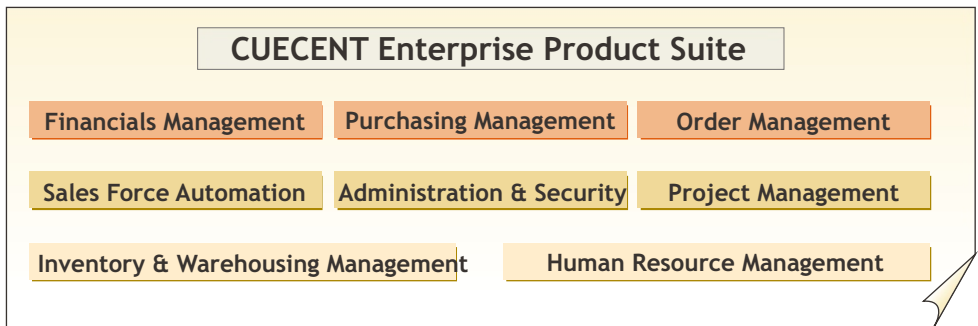 CUECENT Enterprise Product Suite
Financials Management Purchasing Management Order Management
Sales Force Automation Administration & Security Project Management
Inventory & Warehousing Management Human Resource Management